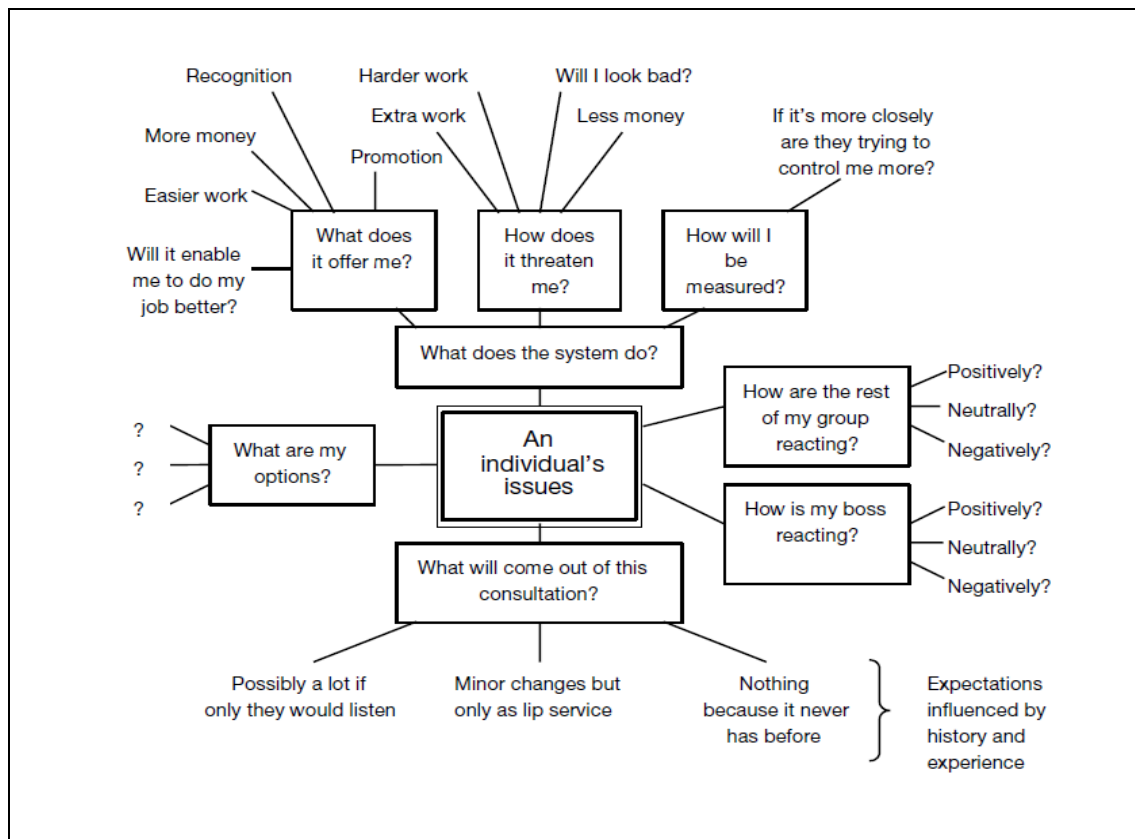 Recognition
Harder work
Will I look bad?
More money
Extra work
Less money
If it's more closely
are they trying to
control me more?
Promotion
Easier work
Will it enable
me to do my
job better?
What does
it offer me?
How does
it threaten
me?
How will I
be
measured?
What does the system do?
How are the rest
of my group
reacting?
Positively?
Neutrally?
Negatively?
?
?
?
What are my
options?
An
individual's
issues
How is my boss
reacting?
Positively?
Neutrally?
Negatively?
What will come out of this
consultation?
Possibly a lot if
only they would listen
Minor changes but
only as lip service
Nothing
because it never
has before
Expectations
influenced by
history and
experience